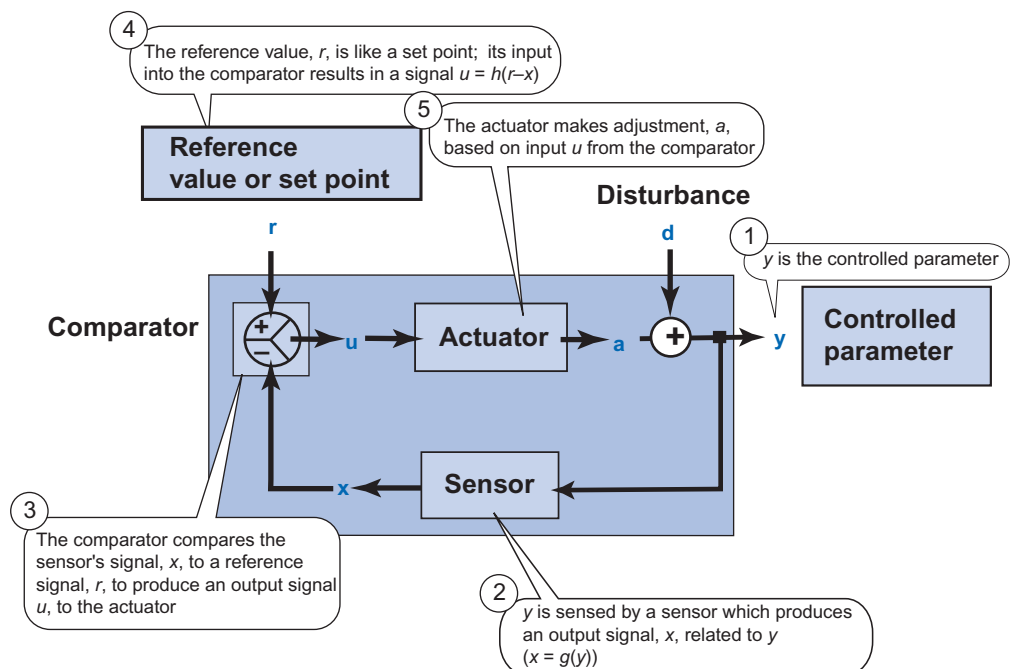 4
The reference value, r, is like a set point; its input
into the comparator results in a signal u = h(r–x)
5
The actuator makes adjustment, a,
based on input u from the comparator
Reference
value or set point
Disturbance
r
d
1
y is the controlled parameter
Comparator
+
–
u
Actuator
a
+
y
Controlled
parameter
x
Sensor
3
The comparator compares the
sensor's signal, x, to a reference
signal, r, to produce an output signal
u, to the actuator
2
y is sensed by a sensor which produces
an output signal, x, related to y
(x = g(y))